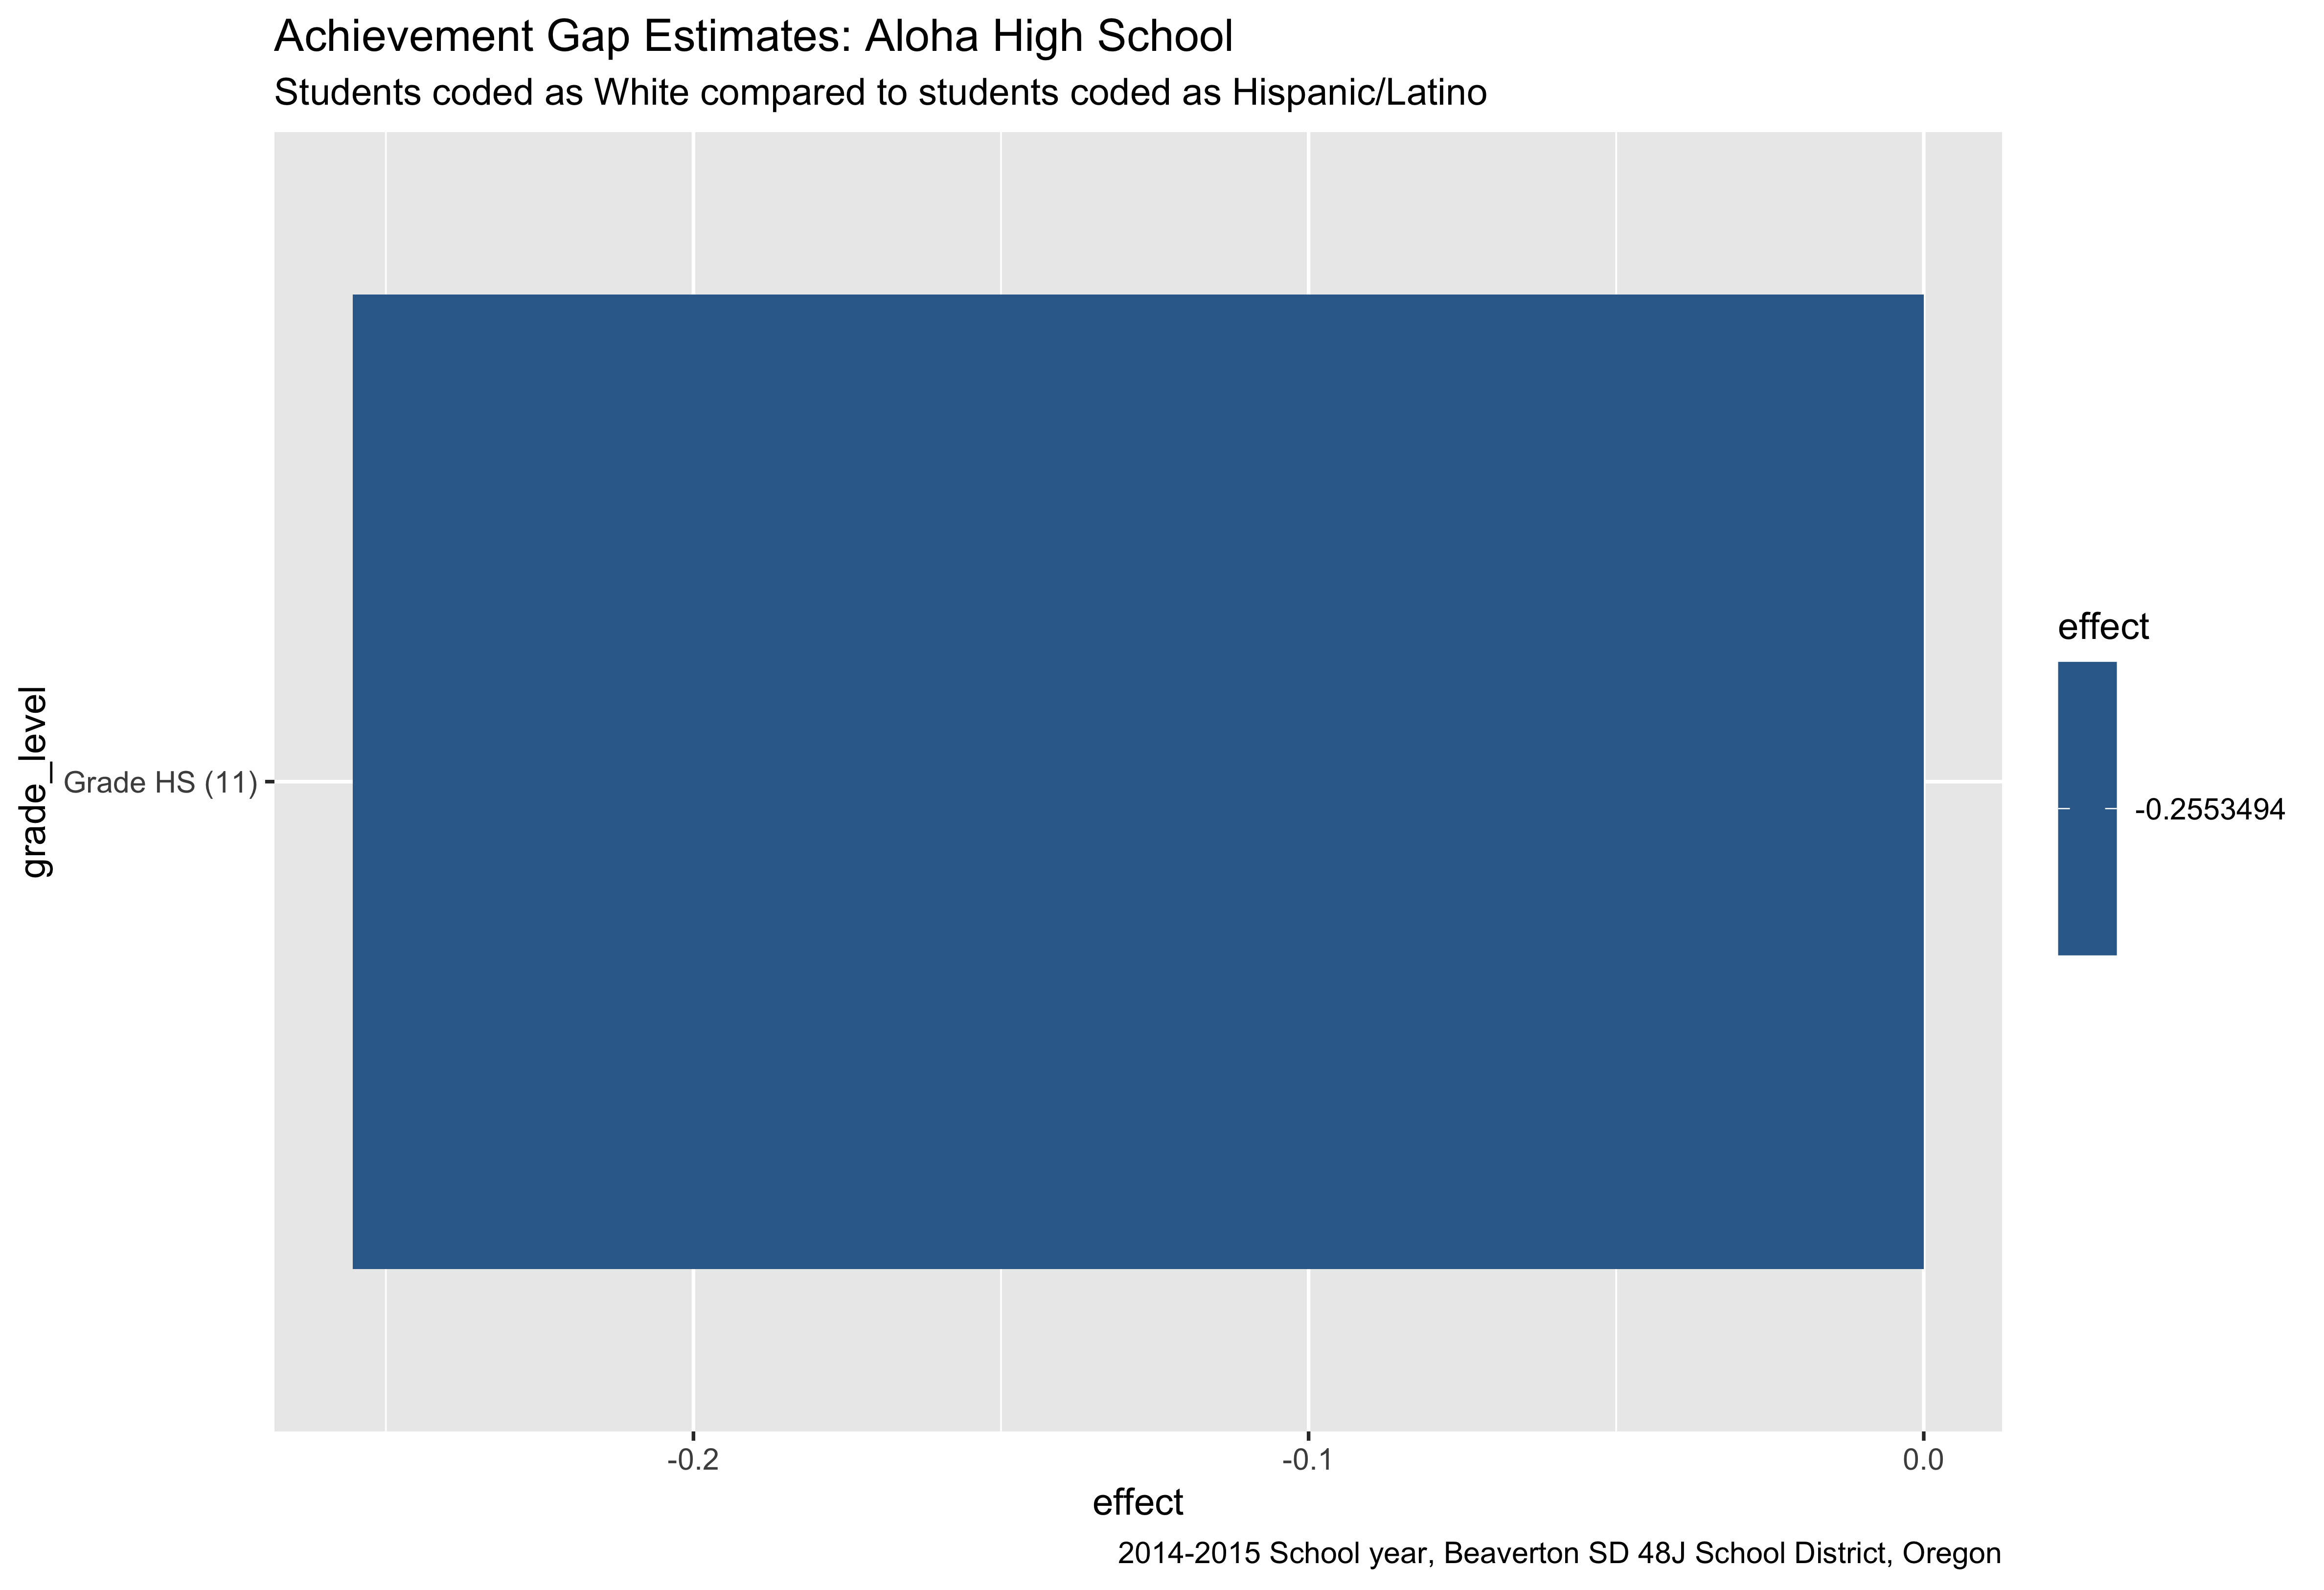 Achievement Gap Estimates: Aloha High School
Students coded as White compared to students coded as Hispanic/Latino
grade_level
Grade HS (11)
effect
-0.2553494
-0.2
-0.1
0.0
effect
2014-2015 School year, Beaverton SD 48J School District, Oregon